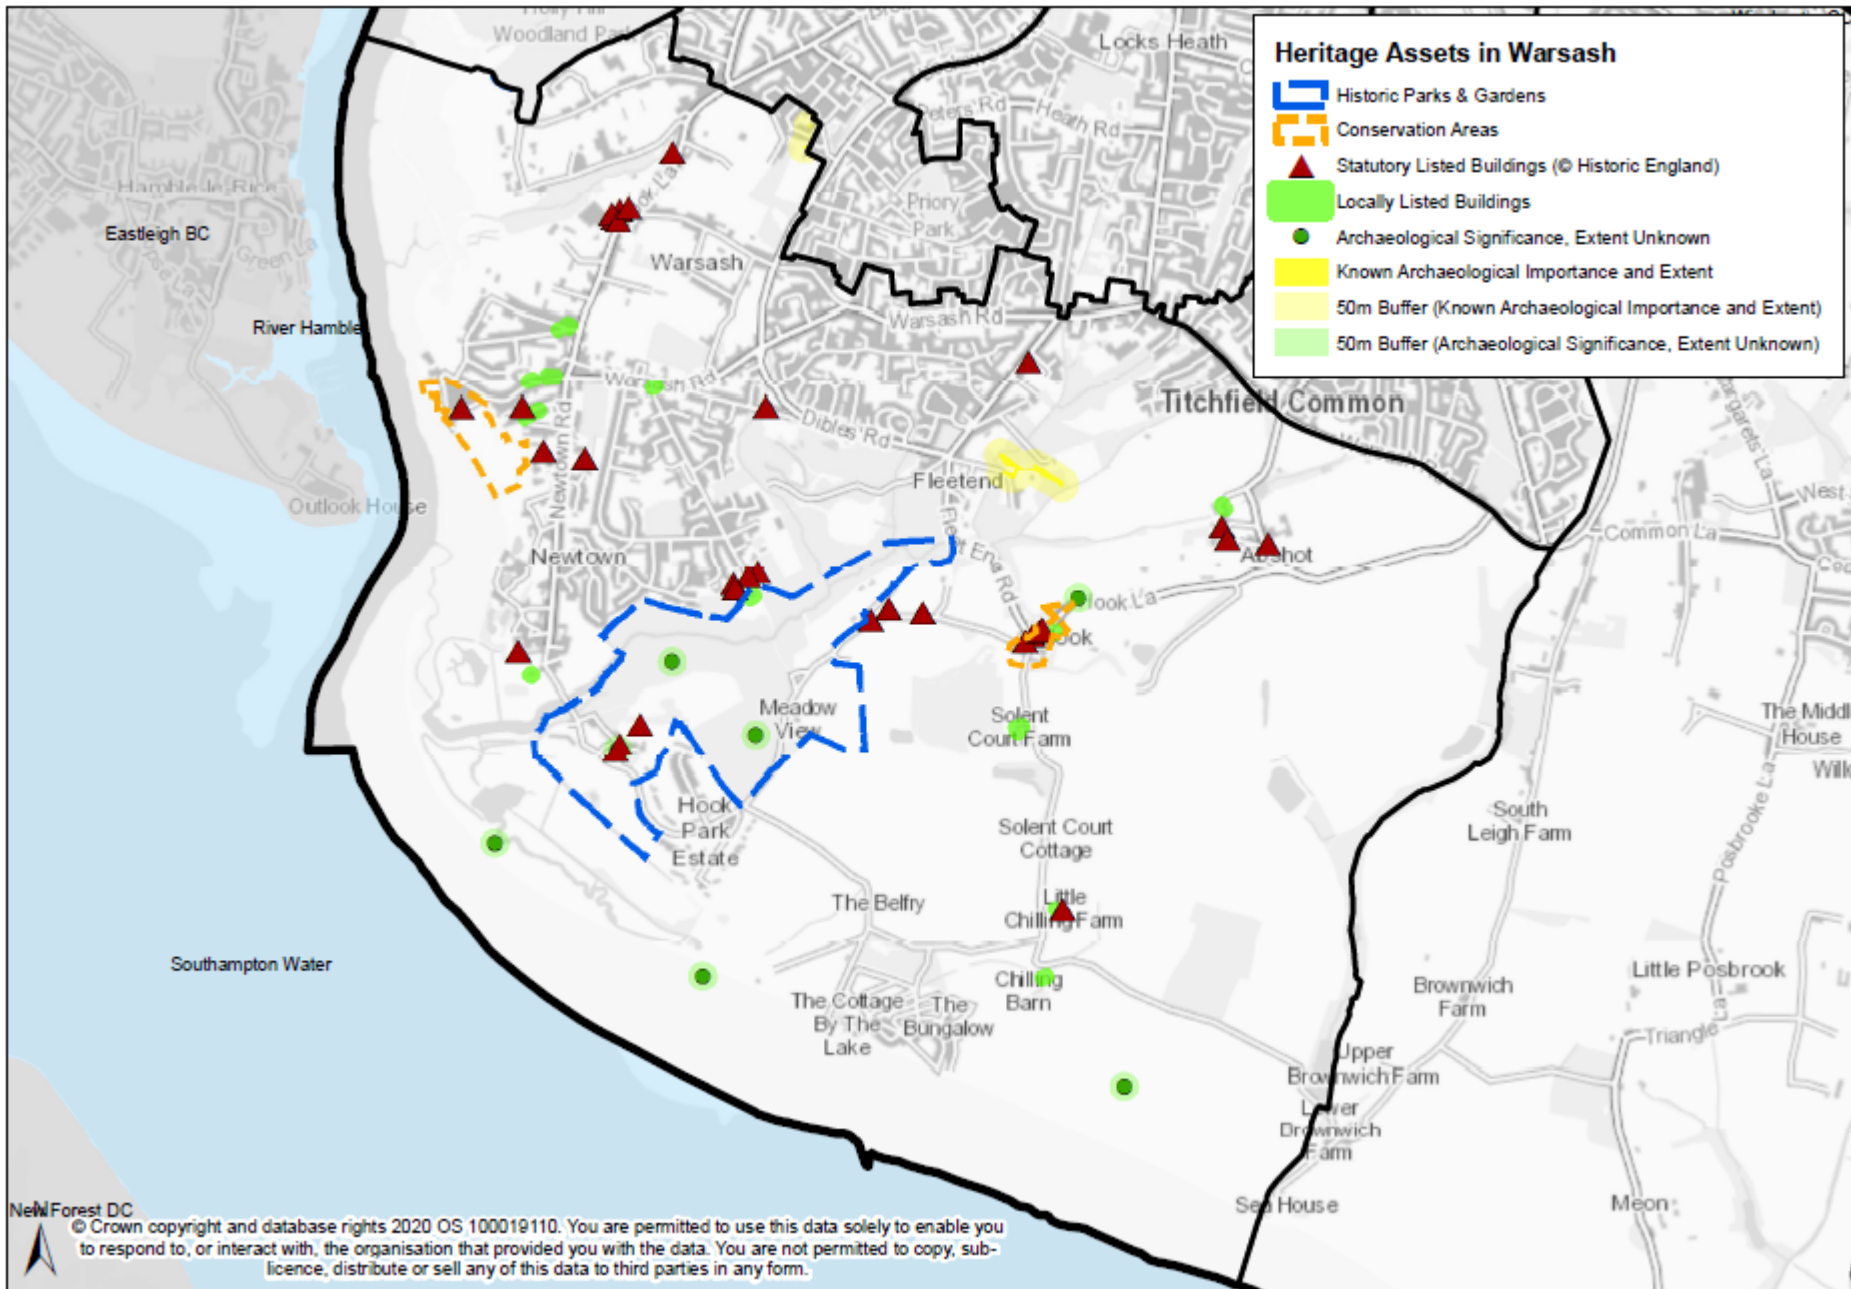 Heritage Assets in Warsash
Historic Parks & Gardens
Conservation Areas
Statutory Listed Buildings (© Historic England)
Locally Listed Buildings
Archaeological Significance, Extent Unknown
Known Archaeological Importance and Extent
50m Buffer (Known Archaeological Importance and Extent)
50m Buffer (Archaeological Significance, Extent Unknown)
Woodland Park
Locks Heath
Peters Rd
Heath Rd
Hamble-le-Rice
Priory
Park
Eastleigh BC
Green La
Warsash
River Hamble
Warsash Rd
Warsash Rd
Titchfield Common
Dibles Rd
Newtown Rd
Fleetend
Outlook House
Common La
Newtown
Abshot
Fleet End Rd
Hook La
Hook
Meadow
View
Solent
Court Farm
The Middle
House
Hook
Park
Estate
Solent Court
Cottage
South
Leigh Farm
Posbrooke La
The Belfry
Little
Chilling Farm
Southampton Water
Chilling
Barn
Little Posbrook
The Cottage
By The
Lake
The
Bungalow
Brownwich
Farm
Triangle La
Upper
Brownwich Farm
Lower
Brownwich
Farm
Sea House
Meon
New Forest DC
N
© Crown copyright and database rights 2020 OS 100019110. You are permitted to use this data solely to enable you
to respond to, or interact with, the organisation that provided you with the data. You are not permitted to copy, sub-
licence, distribute or sell any of this data to third parties in any form.